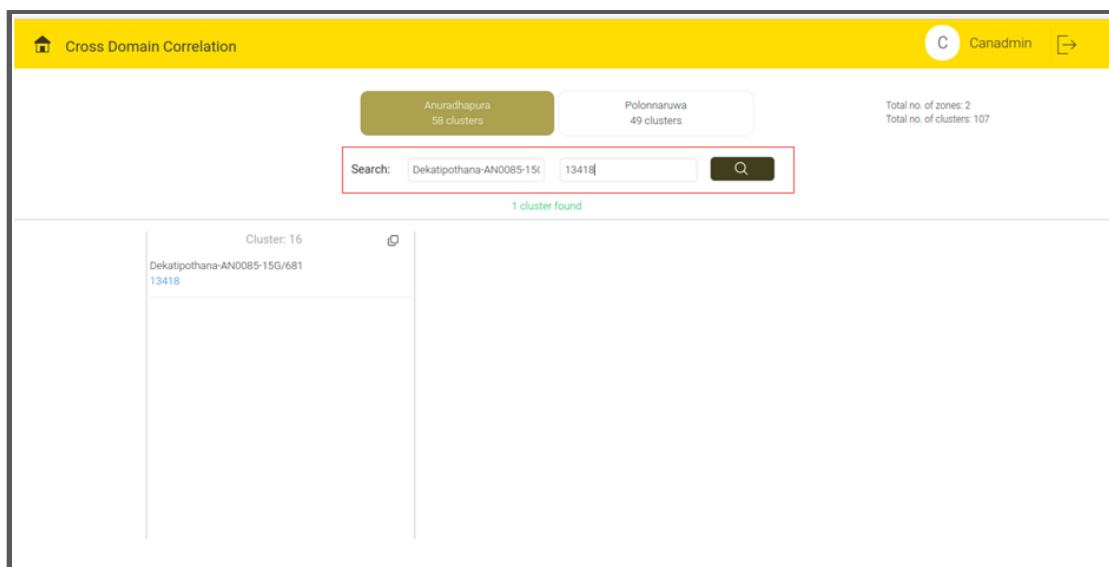 Cross Domain Correlation
C Canadmin
Anuradhapura
58 clusters
Polonnaruwa
49 clusters
Total no. of zones: 2
Total no. of clusters: 107
Search: Dekatipothana-AN0085-15( 13418
1 cluster found
Cluster: 16
Dekatipothana-AN0085-15G/681
13418